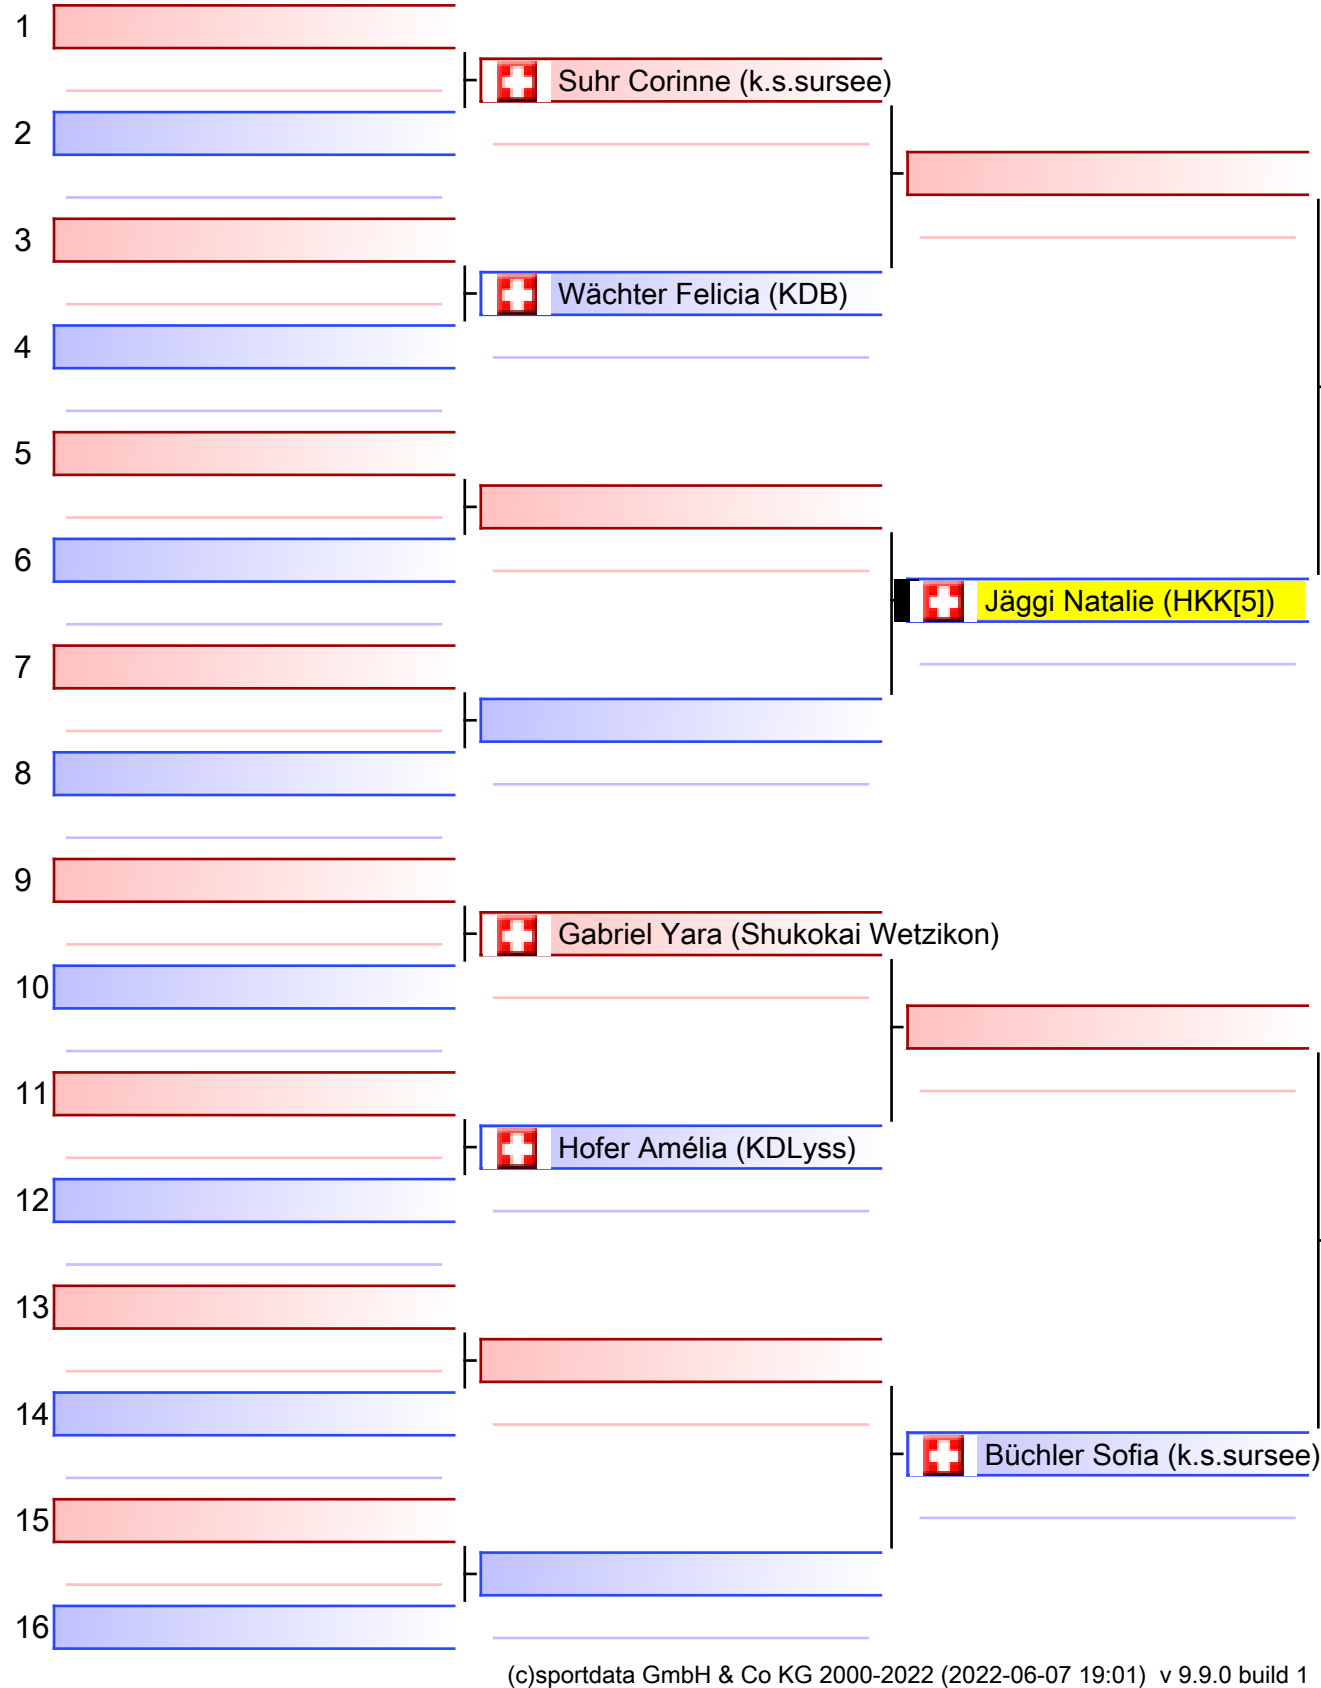 1
Suhr Corinne (k.s.sursee)
2
3
Wächter Felicia (KDB)
4
5
6
Jäggi Natalie (HKK[5])
7
8
9
Gabriel Yara (Shukokai Wetzikon)
10
11
Hofer Amélia (KDLyss)
12
13
14
Büchler Sofia (k.s.sursee)
15
16
(c)sportdata GmbH & Co KG 2000-2022 (2022-06-07 19:01) v 9.9.0 build 1